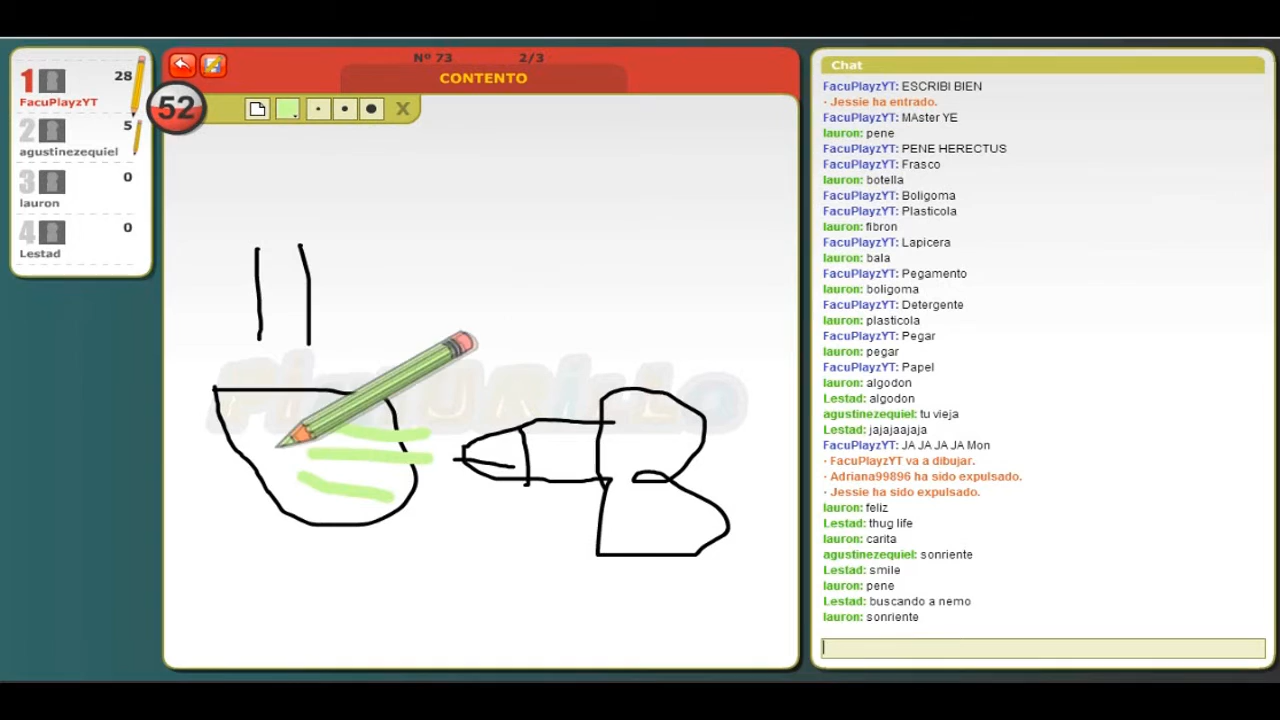 1 28
FacuPlayzYT
2 5
agustinezequiel
3 0
lauron
4 0
Lestad
Nº 73 2/3
CONTENTO
52
X
Pinturillo
Chat
FacuPlayzYT: ESCRIBI BIEN
· Jessie ha entrado.
FacuPlayzYT: MAster YE
lauron: pene
FacuPlayzYT: PENE HERECTUS
FacuPlayzYT: Frasco
lauron: botella
FacuPlayzYT: Boligoma
FacuPlayzYT: Plasticola
lauron: fibron
FacuPlayzYT: Lapicera
lauron: bala
FacuPlayzYT: Pegamento
lauron: boligoma
FacuPlayzYT: Detergente
lauron: plasticola
FacuPlayzYT: Pegar
lauron: pegar
FacuPlayzYT: Papel
lauron: algodon
Lestad: algodon
agustinezequiel: tu vieja
Lestad: jajajaajaja
FacuPlayzYT: JA JA JA JA Mon
· FacuPlayzYT va a dibujar.
· Adriana99896 ha sido expulsado.
· Jessie ha sido expulsado.
lauron: feliz
Lestad: thug life
lauron: carita
agustinezequiel: sonriente
Lestad: smile
lauron: pene
Lestad: buscando a nemo
lauron: sonriente